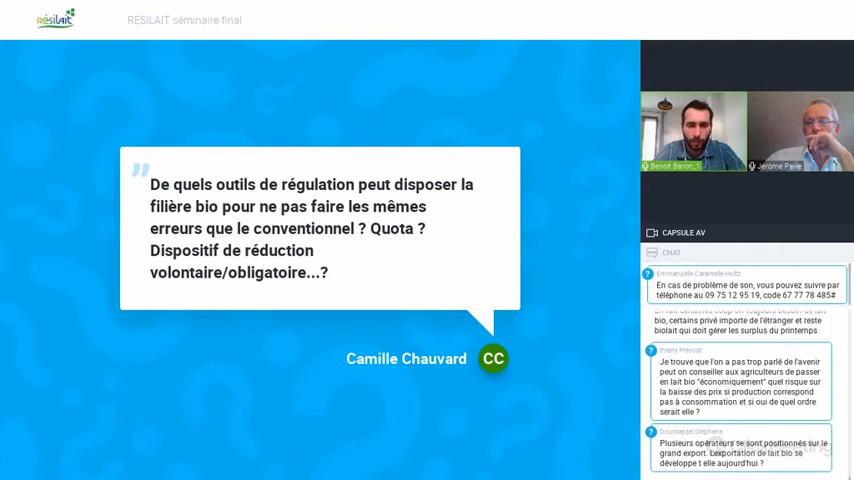 RésiLAIT
RESILAIT séminaire final
De quels outils de régulation peut disposer la
filière bio pour ne pas faire les mêmes
erreurs que le conventionnel ? Quota ?
Dispositif de réduction
volontaire/obligatoire...?
Camille Chauvard
CC
Benoit Baron_1
Jérôme Pavie
CAPSULE AV
CHAT
?
Emmanuelle Caramelle-Holtz
En cas de problème de son, vous pouvez suivre par
téléphone au 09 75 12 95 19, code 67 77 78 485#
bio, certains privé importe de l'étranger et reste
biolait qui doit gérer les surplus du printemps
?
thierry Prévost
Je trouve que l'on a pas trop parlé de l'avenir
peut on conseiller aux agriculteurs de passer
en lait bio "économiquement" quel risque sur
la baisse des prix si production correspond
pas à consommation et si oui de quel ordre
serait elle ?
?
Dournayzel Stéphane
Plusieurs opérateurs se sont positionnés sur le
grand export. L'exportation de lait bio se
développe t elle aujourd'hui ?